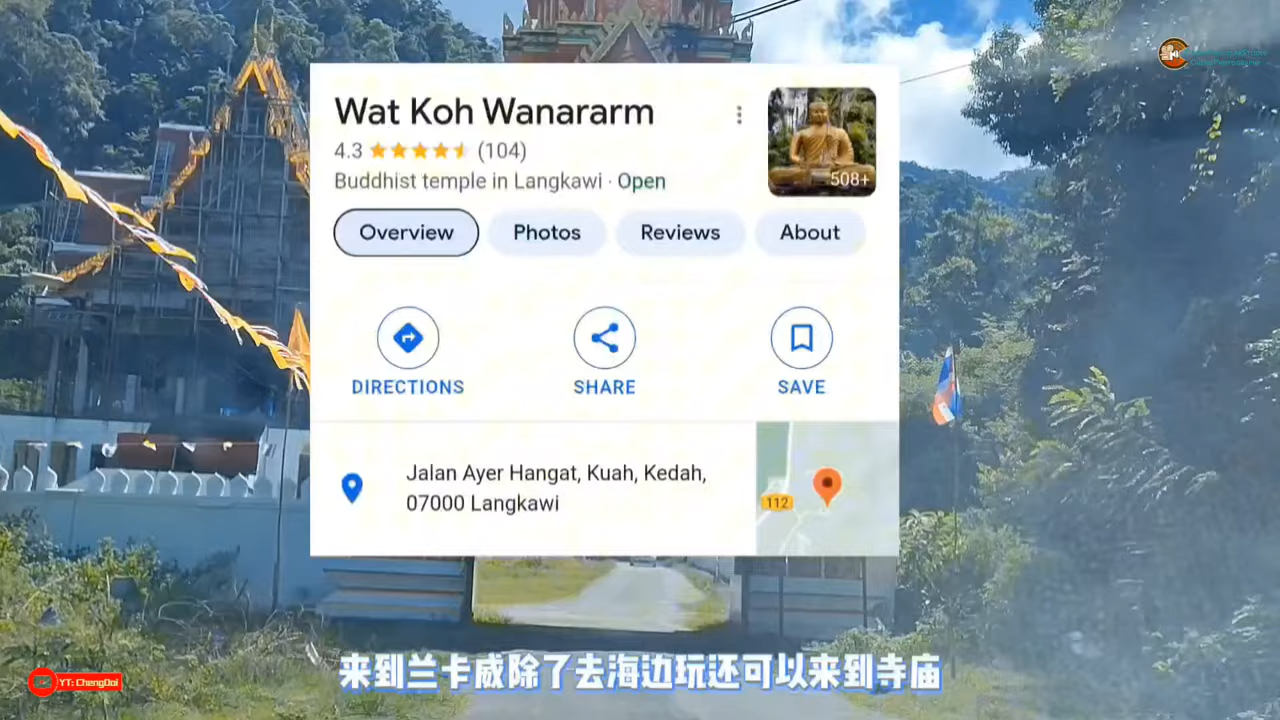 Wat Koh Wanararm
4.3 (104)
508+
Buddhist temple in Langkawi · Open
Overview Photos Reviews About
DIRECTIONS SHARE SAVE
Jalan Ayer Hangat, Kuah, Kedah,
07000 Langkawi
112
来到兰卡威除了去海边玩还可以来到寺庙
YT: ChengDoi